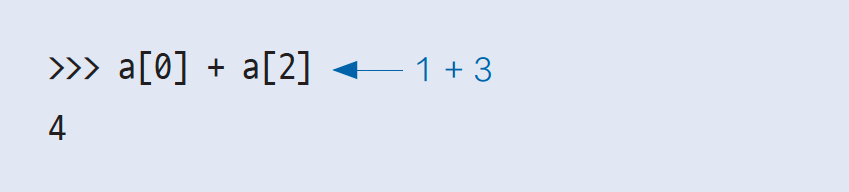 >>> a[0] + a[2] 1 + 3
4